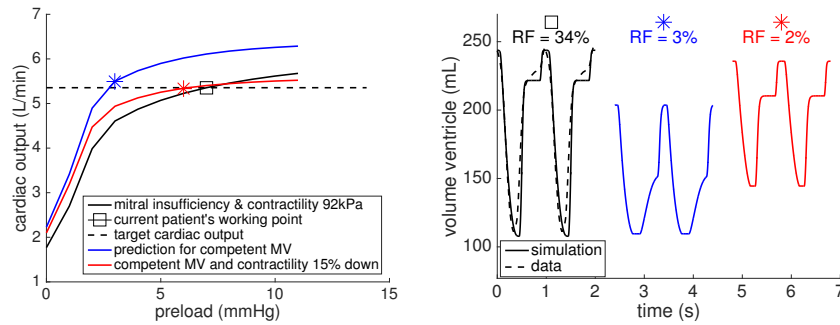 7
6
5
4
3
2
1
0
5
10
15
cardiac output (L/min)
preload (mmHg)
mitral insufficiency & contractility 92kPa
current patient's working point
target cardiac output
prediction for competent MV
competent MV and contractility 15% down
RF = 34%
RF = 3%
RF = 2%
250
200
150
100
volume ventricle (mL)
simulation
data
0
1
2
3
4
5
6
7
time (s)